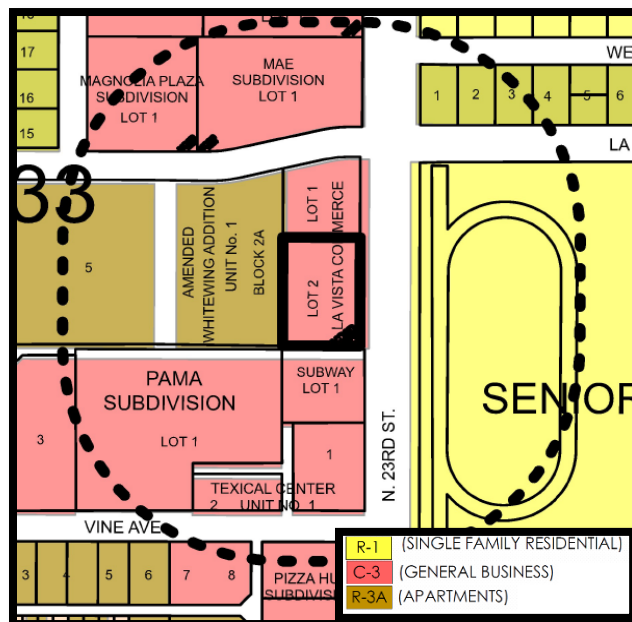 17
16
15
MAGNOLIA PLAZA
SUBDIVISION
LOT 1
MAE
SUBDIVISION
LOT 1
WE
1
2
3
4
5
6
LA
33
5
AMENDED
WHITEWING ADDITION
UNIT No. 1
BLOCK 2A
LOT 1
LOT 2
LA VISTA COMMERCE
PAMA
SUBDIVISION
LOT 1
3
SUBWAY
LOT 1
1
TEXICAL CENTER
UNIT NO. 1
2
N. 23RD ST.
SENIOR
VINE AVE
3
4
5
6
7
8
PIZZA HU
SUBDIVIS
R-1 (SINGLE FAMILY RESIDENTIAL)
C-3 (GENERAL BUSINESS)
R-3A (APARTMENTS)